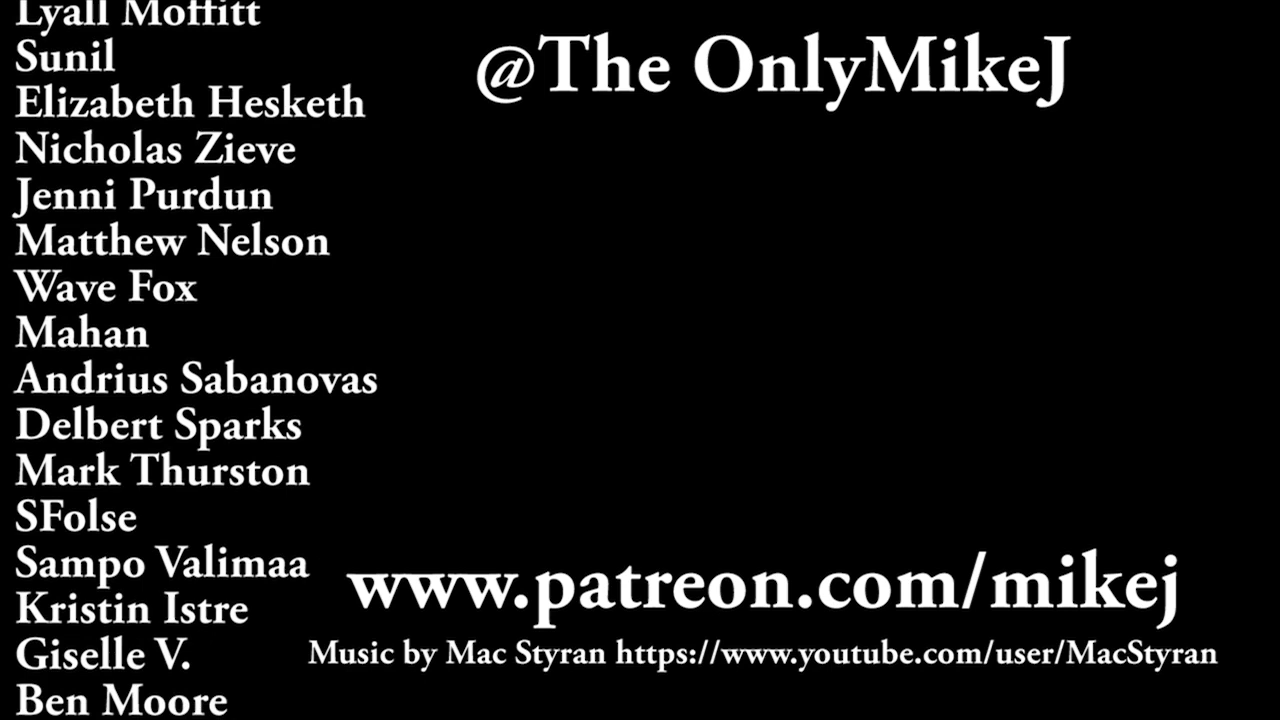 Lyall Moffitt
Sunil
Elizabeth Hesketh
Nicholas Zieve
Jenni Purdun
Matthew Nelson
Wave Fox
Mahan
Andrius Sabanovas
Delbert Sparks
Mark Thurston
SFolse
Sampo Valimaa
Kristin Istre
Giselle V.
Ben Moore
@The OnlyMikeJ
www.patreon.com/mikej
Music by Mac Styran https://www.youtube.com/user/MacStyran